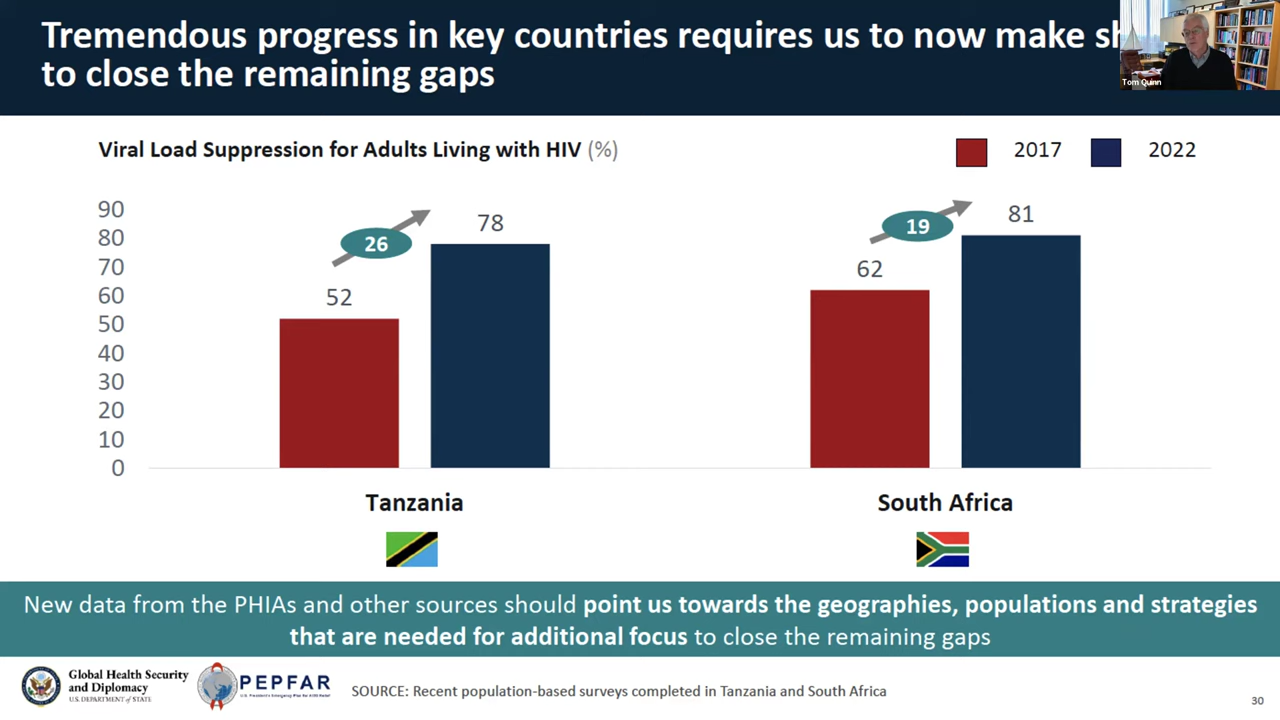 Tremendous progress in key countries requires us to now make
to close the remaining gaps
Tom Quinn
Viral Load Suppression for Adults Living with HIV (%)
2017
2022
90
80
70
60
50
40
30
20
10
0
26
52
78
19
62
81
Tanzania
South Africa
New data from the PHIAs and other sources should point us towards the geographies, populations and strategies
that are needed for additional focus to close the remaining gaps
Global Health Security
and Diplomacy
U.S. DEPARTMENT of STATE
PEPFAR
U.S. President's Emergency Plan for AIDS Relief
SOURCE: Recent population-based surveys completed in Tanzania and South Africa
30